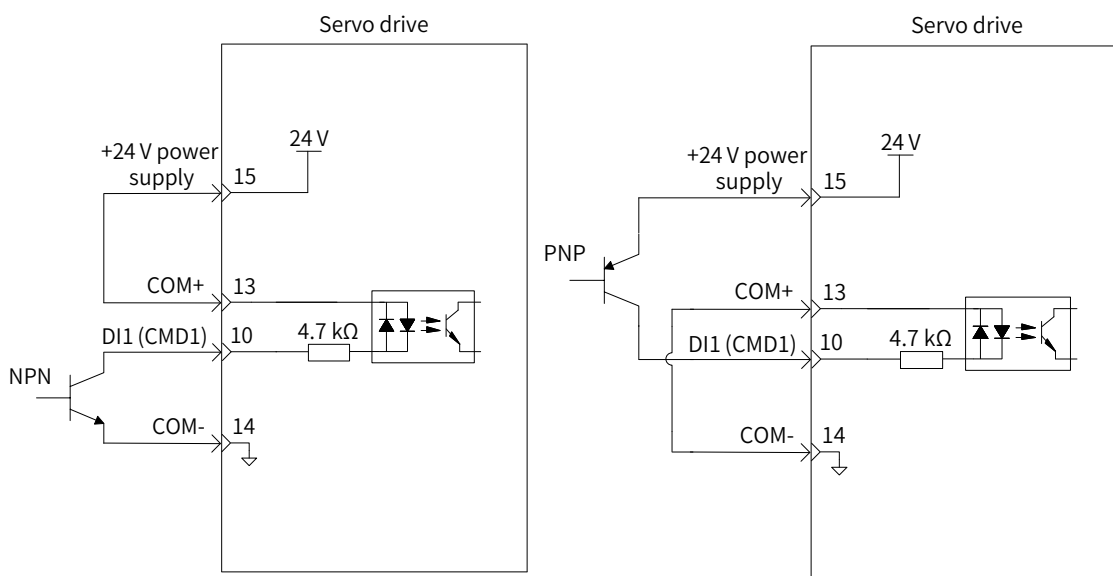 Servo drive
24 V
+24 V power
supply
15
COM+
13
DI1 (CMD1)
10
4.7 kΩ
NPN
COM-
14
Servo drive
24 V
+24 V power
supply
15
PNP
COM+
13
DI1 (CMD1)
10
4.7 kΩ
COM-
14